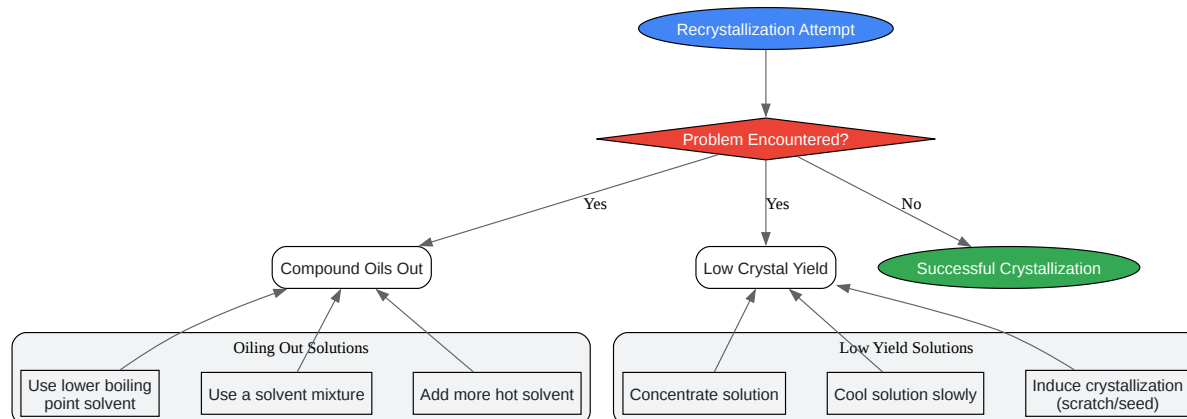 Recrystallization Attempt
Problem Encountered?
Yes
Yes
No
Compound Oils Out
Low Crystal Yield
Successful Crystallization
Oiling Out Solutions
Low Yield Solutions
Use lower boiling
point solvent
Use a solvent mixture
Add more hot solvent
Concentrate solution
Cool solution slowly
Induce crystallization
(scratch/seed)